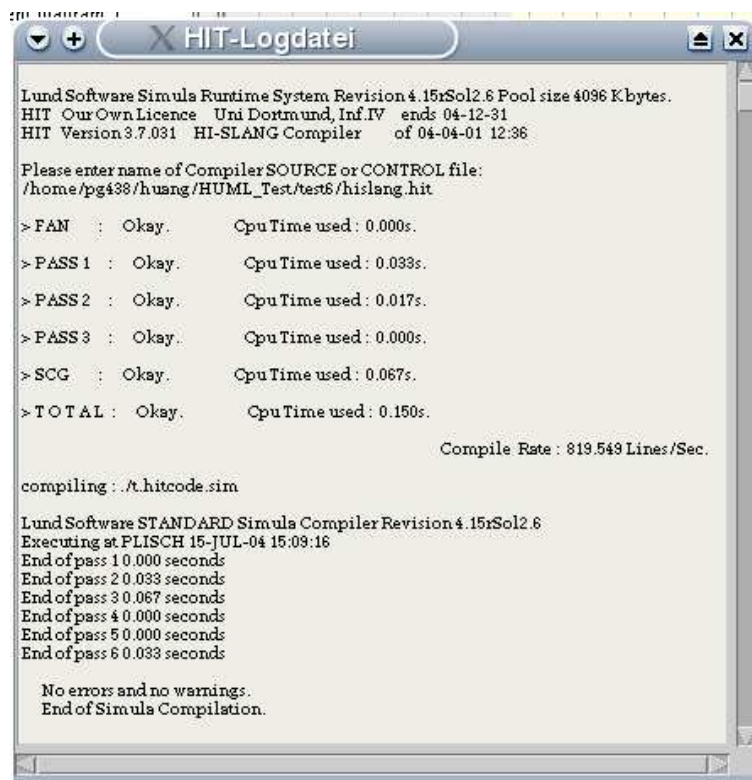 HIT-Logdatei
Lund Software Simula Runtime System Revision 4.15rSol2.6 Pool size 4096 Kbytes.
HIT Our Own Licence Uni Dortmund, Inf.IV ends 04-12-31
HIT Version 3.7.031 HI-SLANG Compiler of 04-04-01 12:36
Please enter name of Compiler SOURCE or CONTROL file:
/home/pg438/huang/HUML_Test/test6/hislang.hit
> FAN : Okay. Cpu Time used : 0.000s.
> PASS 1 : Okay. Cpu Time used : 0.033s.
> PASS 2 : Okay. Cpu Time used : 0.017s.
> PASS 3 : Okay. Cpu Time used : 0.000s.
> SCG : Okay. Cpu Time used : 0.067s.
> T O T A L : Okay. Cpu Time used : 0.150s.
Compile Rate : 819.549 Lines/Sec.
compiling : ./t.hitcode.sim
Lund Software STANDARD Simula Compiler Revision 4.15rSol2.6
Executing at PLISCH 15-JUL-04 15:09:16
End of pass 1 0.000 seconds
End of pass 2 0.033 seconds
End of pass 3 0.067 seconds
End of pass 4 0.000 seconds
End of pass 5 0.000 seconds
End of pass 6 0.033 seconds
No errors and no warnings.
End of Simula Compilation.